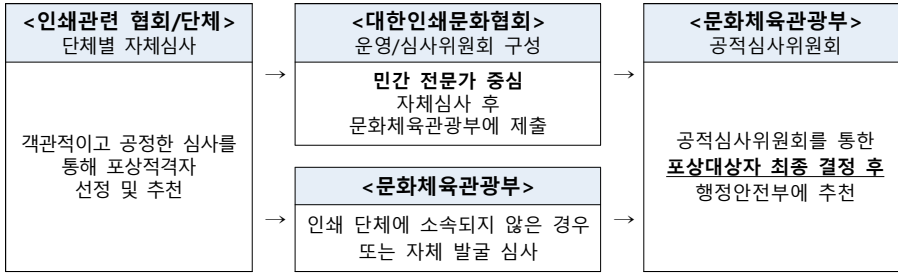 <인쇄관련 협회/단체>
단체별 자체심사
객관적이고 공정한 심사를
통해 포상적격자
선정 및 추천
→
→
<대한인쇄문화협회>
운영/심사위원회 구성
민간 전문가 중심
자체심사 후
문화체육관광부에 제출
<문화체육관광부>
인쇄 단체에 소속되지 않은 경우
또는 자체 발굴 심사
→
→
<문화체육관광부>
공적심사위원회
공적심사위원회를 통한
포상대상자 최종 결정 후
행정안전부에 추천